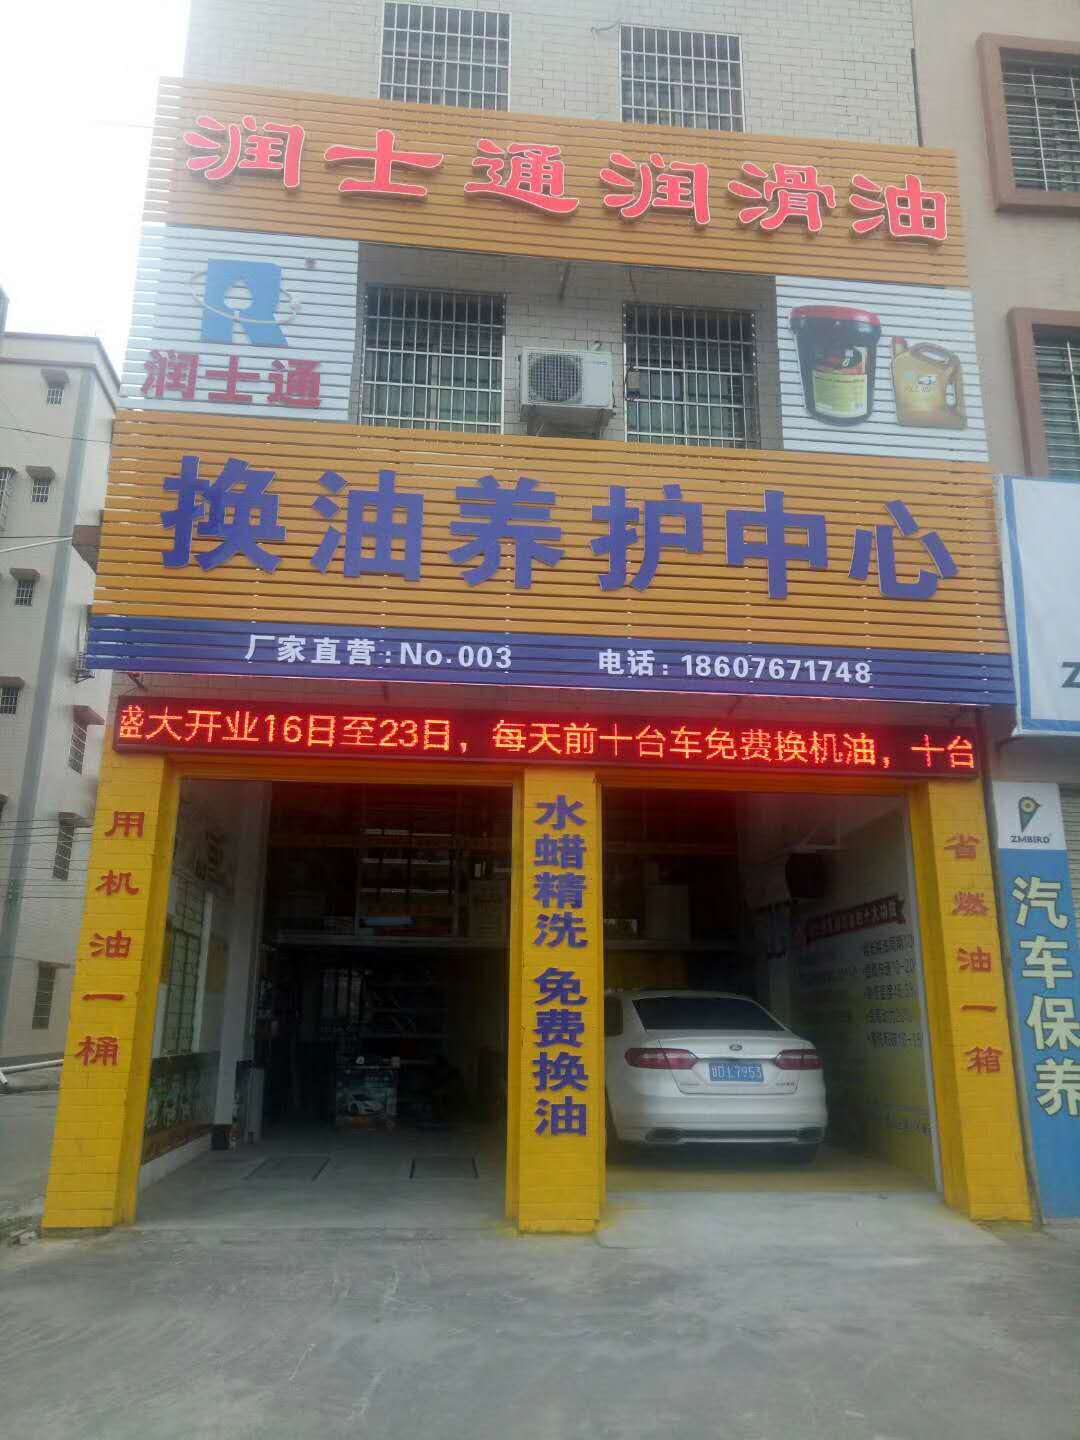 润士通润滑油
R
润士通
换油养护中心
厂家直营:No.003 电话:18607671748
盛大开业16日至23日，每天前十台车免费换机油，十台
用机油一桶
水蜡精洗 免费换油
省燃油一箱
ZMBIRD
汽车保养
Z
L7953